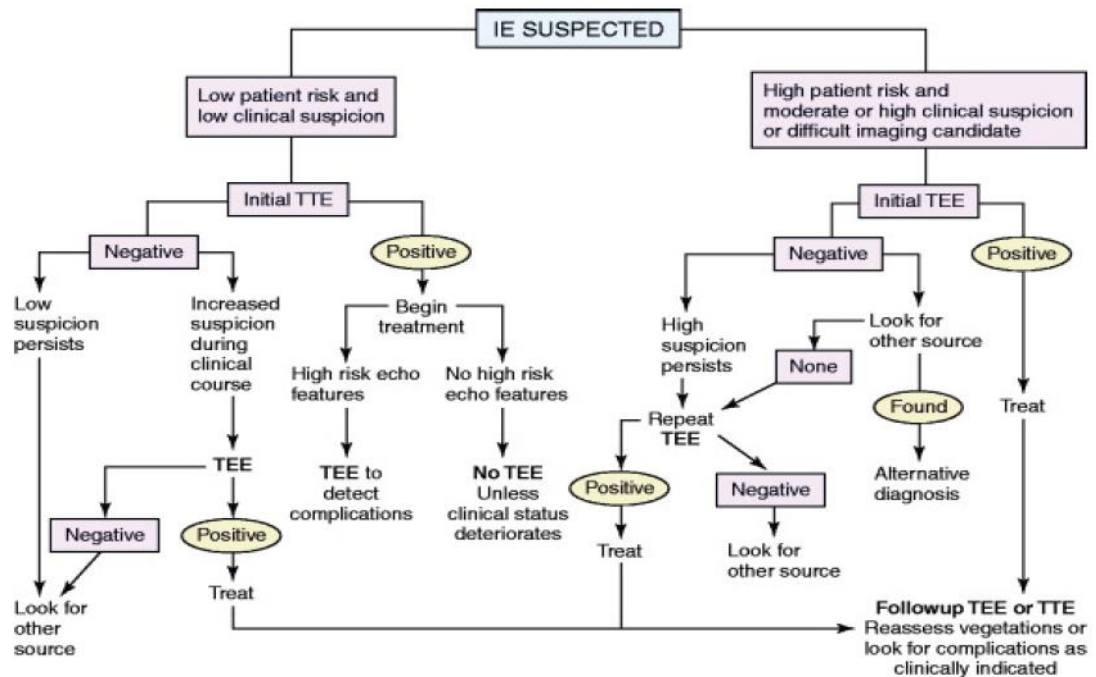 IE SUSPECTED
Low patient risk and
low clinical suspicion
High patient risk and
moderate or high clinical suspicion
or difficult imaging candidate
Initial TTE
Initial TEE
Negative
Positive
Negative
Positive
Low
suspicion
persists
Increased
suspicion
during
clinical
course
Begin
treatment
High
suspicion
persists
Look for
other source
None
High risk echo
features
No high risk
echo features
Found
Treat
Repeat
TEE
TEE
TEE to
detect
complications
No TEE
Unless
clinical status
deteriorates
Positive
Negative
Alternative
diagnosis
Negative
Positive
Treat
Look for
other source
Treat
Look for
other
source
Followup TEE or TTE
Reassess vegetations or
look for complications as
clinically indicated